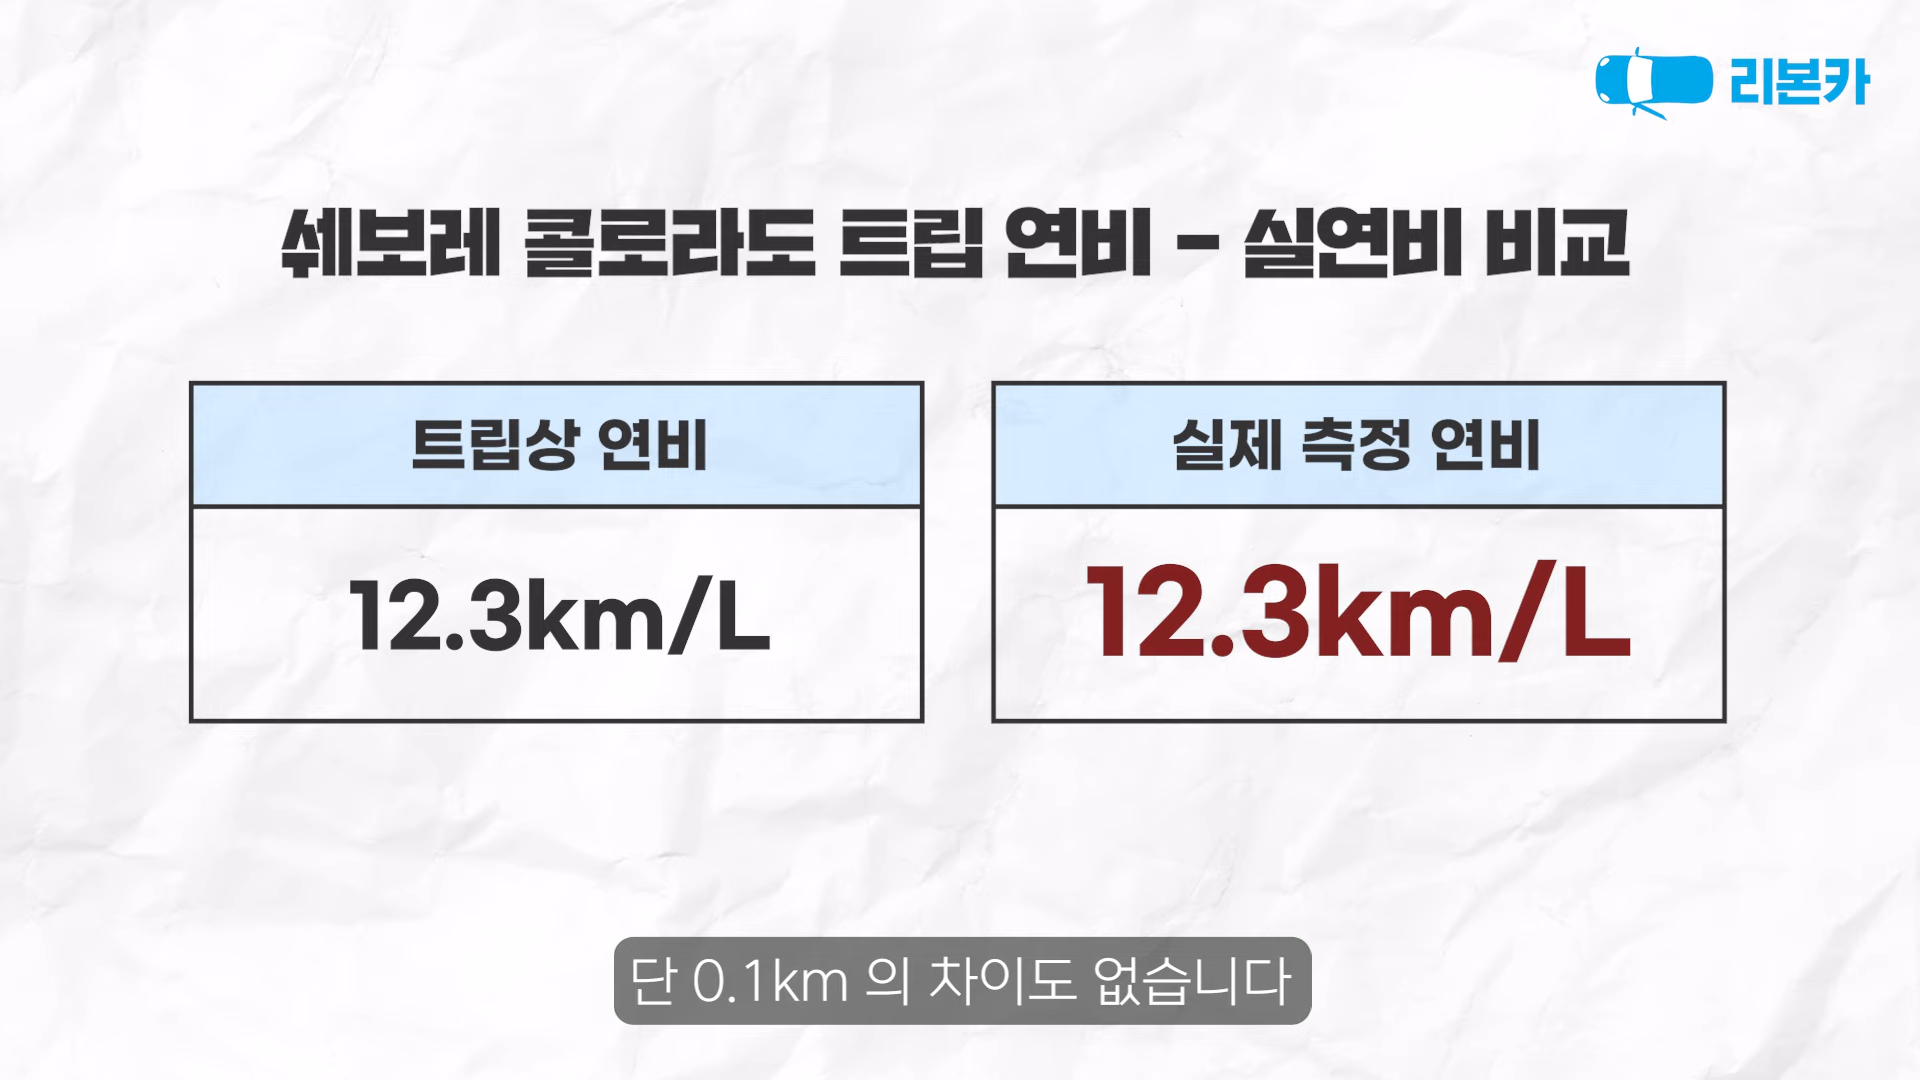 리본카
쉐보레 콜로라도 트립 연비 - 실연비 비교
트립상 연비
12.3km/L
실제 측정 연비
12.3km/L
단 0.1km 의 차이도 없습니다